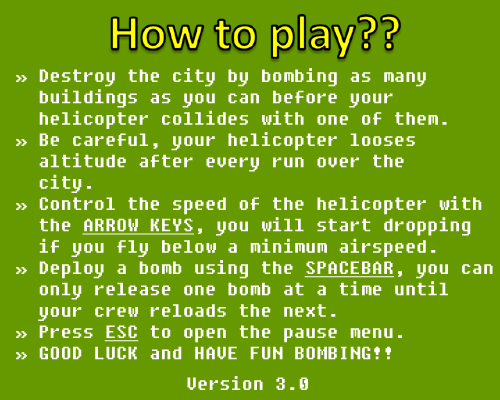 How to play??
» Destroy the city by bombing as many
buildings as you can before your
helicopter collides with one of them.
» Be careful, your helicopter looses
altitude after every run over the
city.
» Control the speed of the helicopter with
the ARROW KEYS, you will start dropping
if you fly below a minimum airspeed.
» Deploy a bomb using the SPACEBAR, you can
only release one bomb at a time until
your crew reloads the next.
» Press ESC to open the pause menu.
» GOOD LUCK and HAVE FUN BOMBING!!
Version 3.0